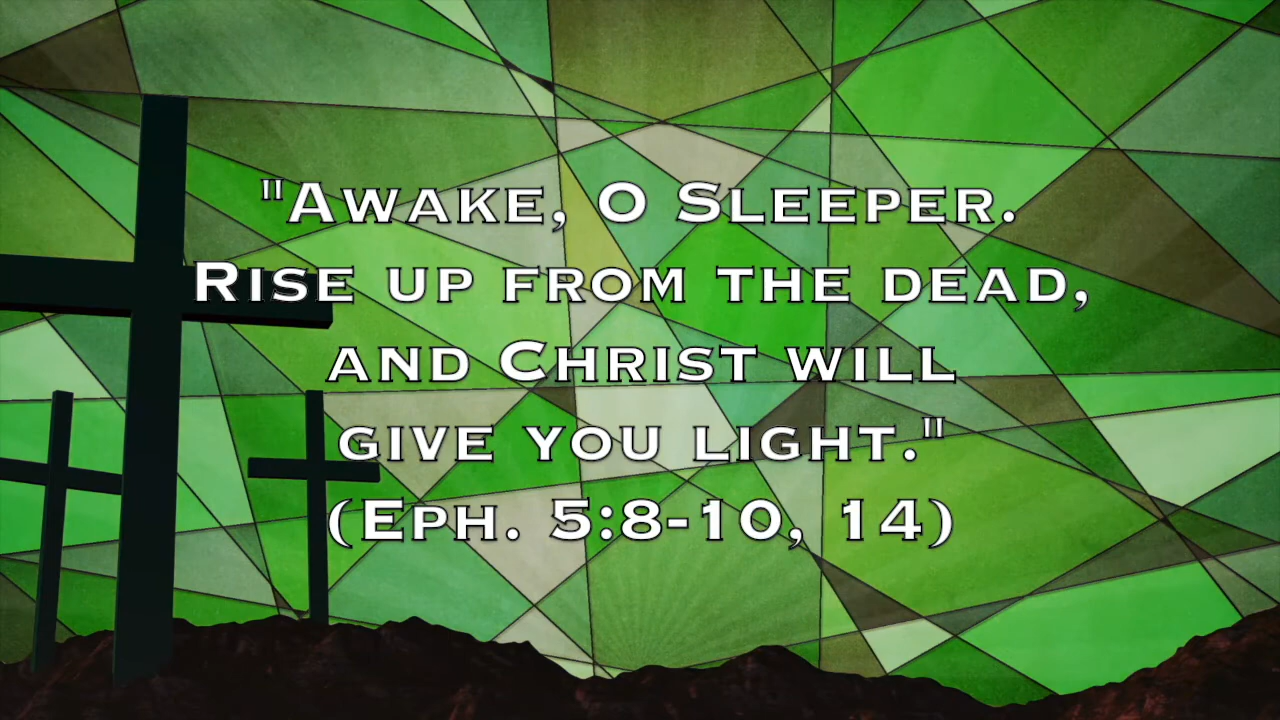 "Awake, O Sleeper.
Rise up from the dead,
and Christ will
give you light."
(Eph. 5:8-10, 14)